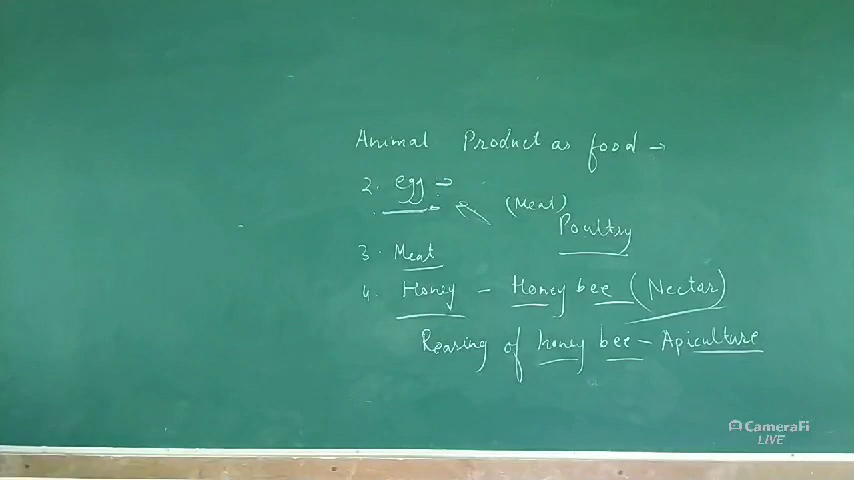 Animal Product as food →
2. egg →
(Meat)
Poultry
3. Meat
4. Honey - Honey bee (Nectar)
Rearing of honey bee - Apiculture
CameraFi
LIVE